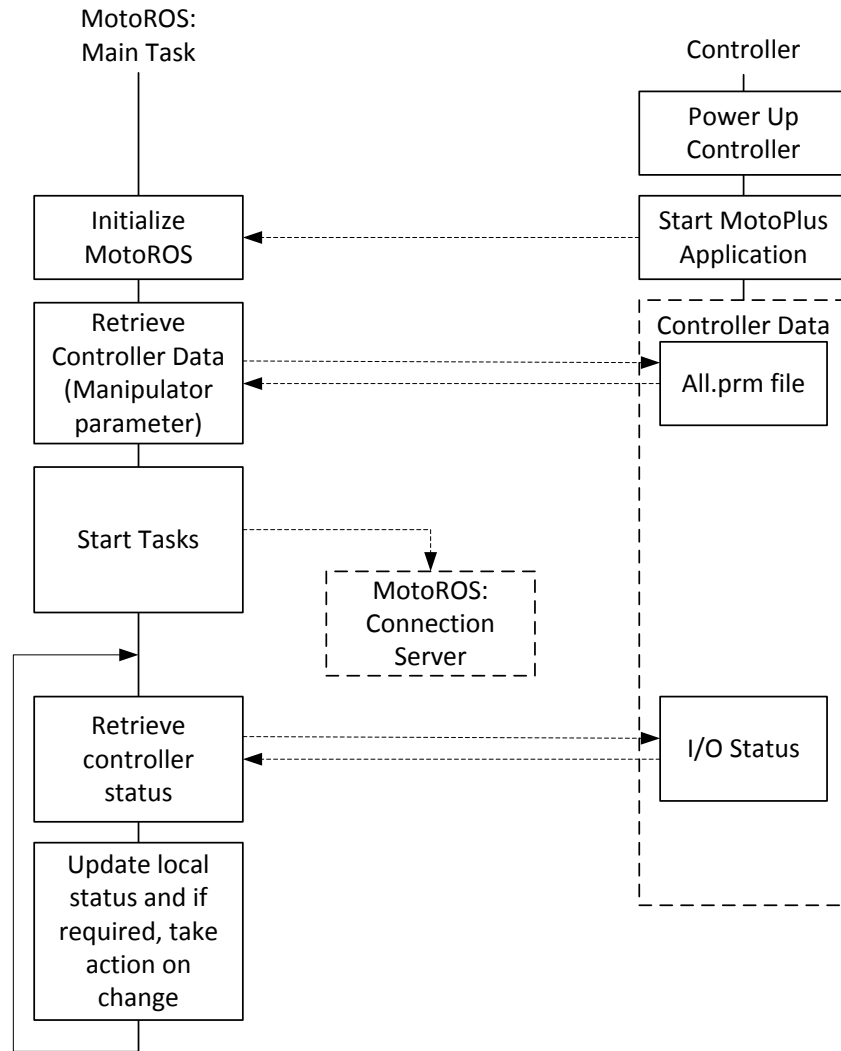 MotoROS:
Main Task
Controller
Power Up
Controller
Initialize
MotoROS
Start MotoPlus
Application
Retrieve
Controller Data
(Manipulator
parameter)
Controller Data
All.prm file
Start Tasks
MotoROS:
Connection
Server
Retrieve
controller
status
I/O Status
Update local
status and if
required, take
action on
change